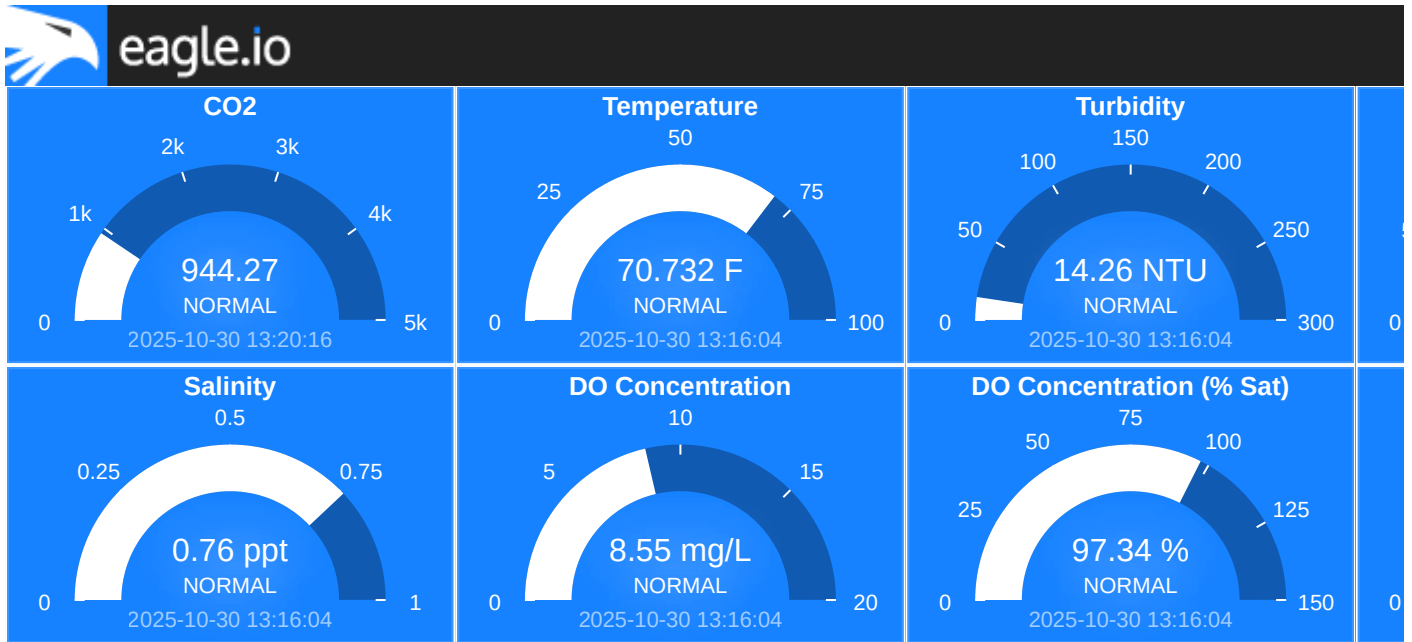 eagle.io
CO2
0
1k
2k
3k
4k
5k
944.27
NORMAL
2025-10-30 13:20:16
Temperature
0
25
50
75
100
70.732 F
NORMAL
2025-10-30 13:16:04
Turbidity
0
50
100
150
200
250
300
14.26 NTU
NORMAL
2025-10-30 13:16:04
0
Salinity
0
0.25
0.5
0.75
1
0.76 ppt
NORMAL
2025-10-30 13:16:04
DO Concentration
0
5
10
15
20
8.55 mg/L
NORMAL
2025-10-30 13:16:04
DO Concentration (% Sat)
0
25
50
75
100
125
150
97.34 %
NORMAL
2025-10-30 13:16:04
0